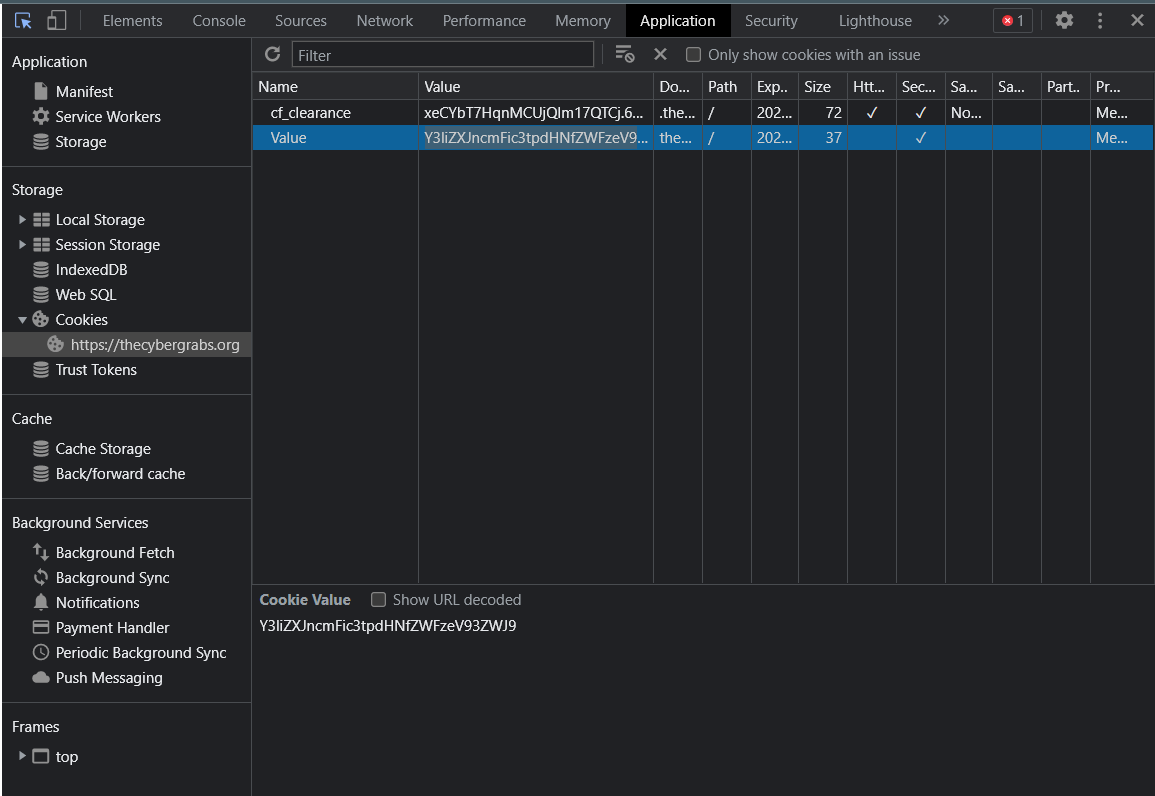 Elements Console Sources Network Performance Memory Application Security Lighthouse » 1
Filter
Only show cookies with an issue
Application
Manifest
Service Workers
Storage
Storage
Local Storage
Session Storage
IndexedDB
Web SQL
Cookies
https://thecybergrabs.org
Trust Tokens
Cache
Cache Storage
Back/forward cache
Background Services
Background Fetch
Background Sync
Notifications
Payment Handler
Periodic Background Sync
Push Messaging
Frames
top
Name Value Do... Path Exp... Size Htt... Sec... Sa... Sa... Part... Pr...
cf_clearance xeCYbT7HqnMCUjQIm17QTCj.6... .the... / 202... 72 ✓ ✓ No... Me...
Value Y3liZXJncmFic3tpdHNfZWFzeV9... the... / 202... 37 ✓ Me...
Cookie Value Show URL decoded
Y3liZXJncmFic3tpdHNfZWFzeV93ZWJ9